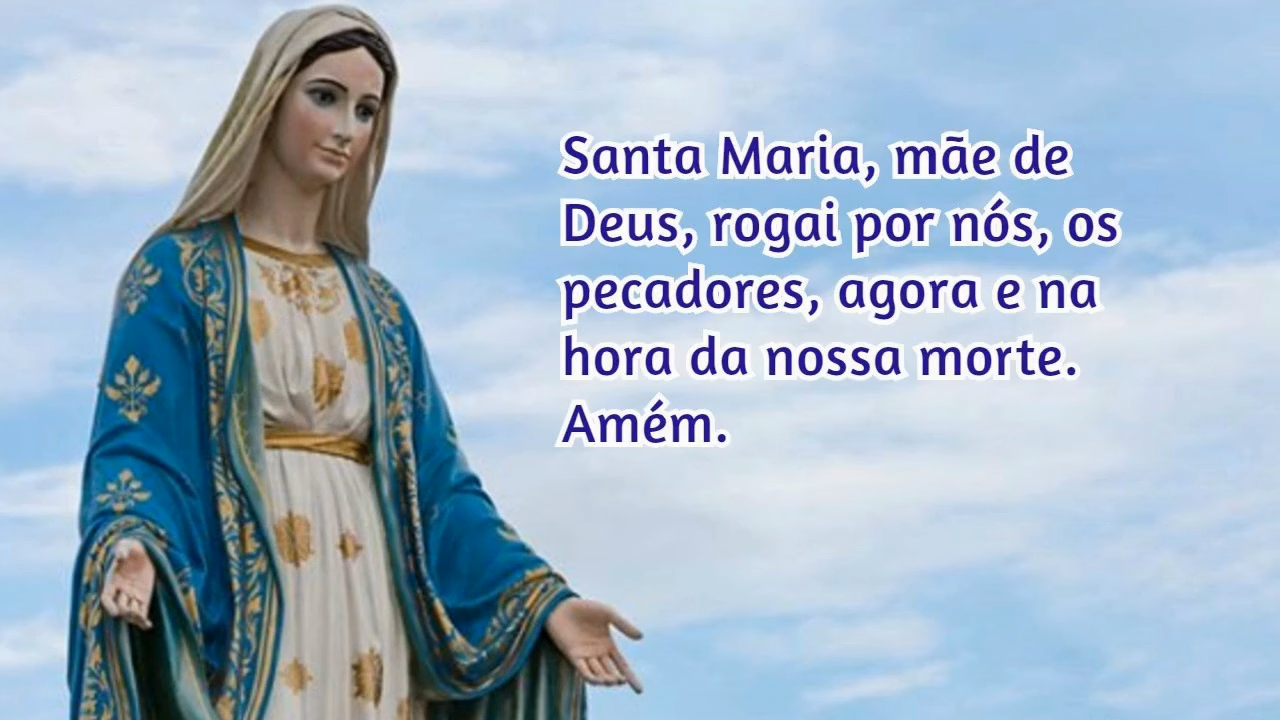 Santa Maria, mãe de
Deus, rogai por nós, os
pecadores, agora e na
hora da nossa morte.
Amém.